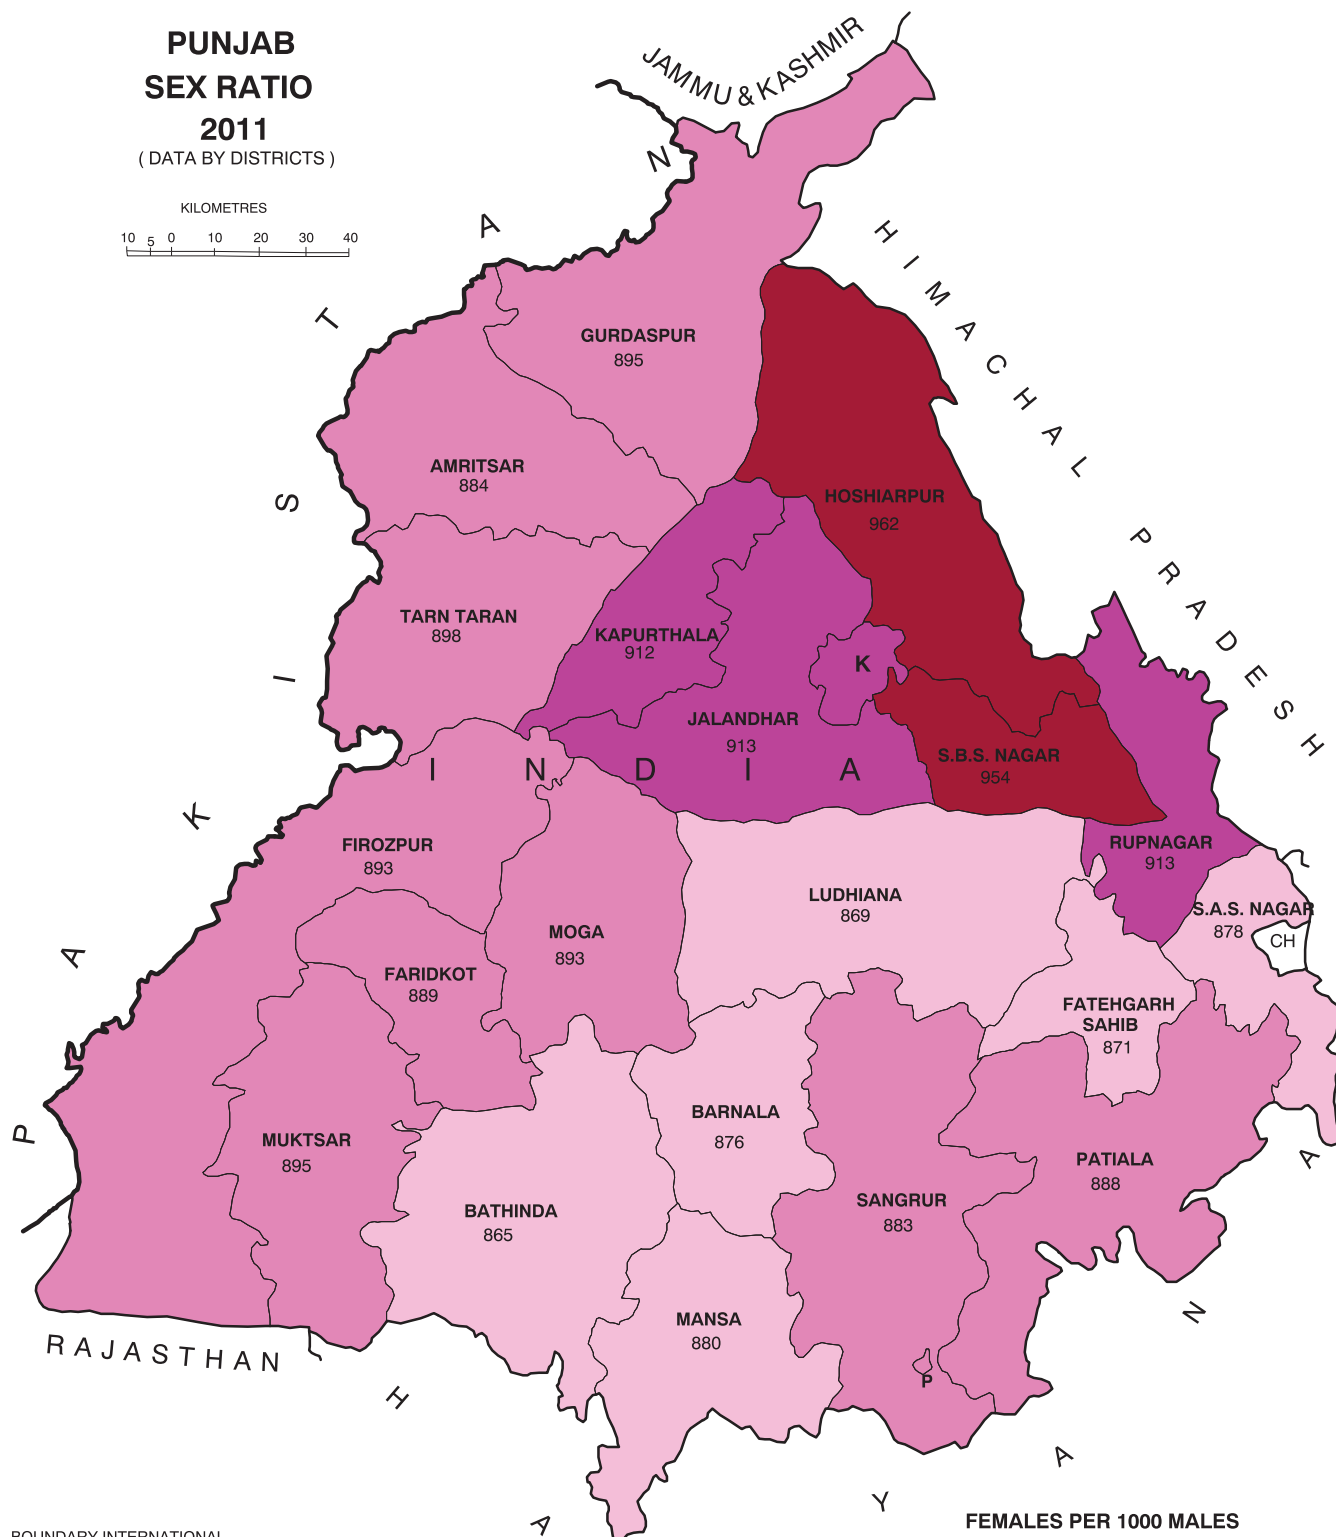 PUNJAB
SEX RATIO
2011
( DATA BY DISTRICTS )
KILOMETRES
10 5 0 10 20 30 40
JAMMU & KASHMIR
HIMACHAL PRADESH
PAKISTAN
GURDASPUR
895
AMRITSAR
884
HOSHIARPUR
962
TARN TARAN
898
KAPURTHALA
912
K
JALANDHAR
913
S.B.S. NAGAR
954
INDIA
FIROZPUR
893
RUPNAGAR
913
LUDHIANA
869
S.A.S. NAGAR
878
CH
MOGA
893
FARIDKOT
889
FATEHGARH
SAHIB
871
BARNALA
876
MUKTSAR
895
PATIALA
888
SANGRUR
883
BATHINDA
865
MANSA
880
P
RAJASTHAN
HAYANA
FEMALES PER 1000 MALES